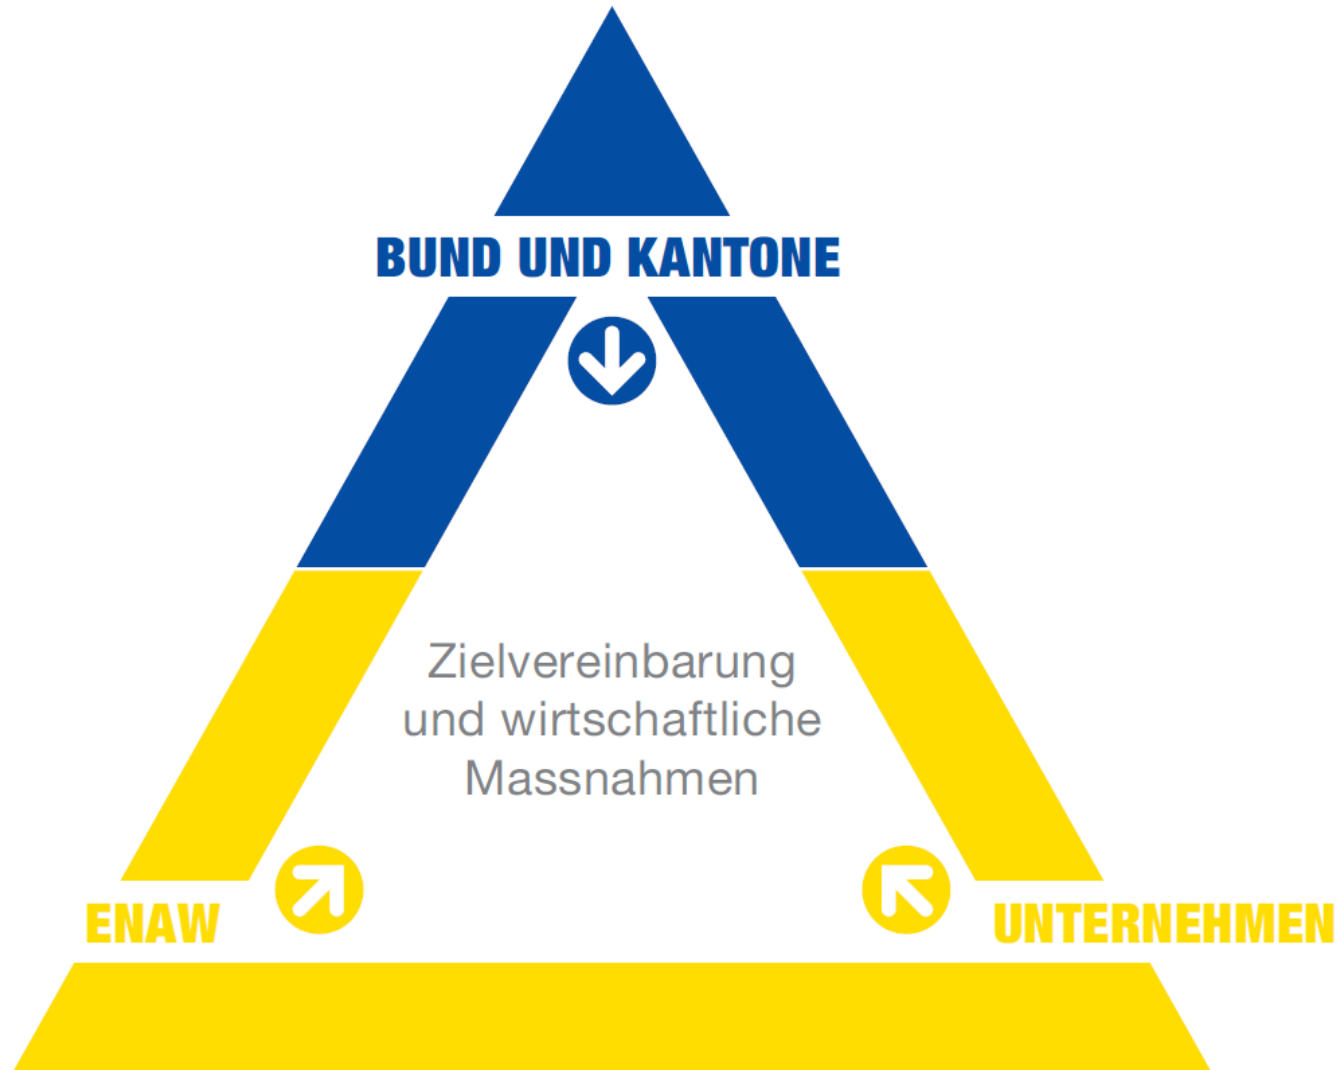 BUND UND KANTONE
Zielvereinbarung
und wirtschaftliche
Massnahmen
ENAW
UNTERNEHMEN